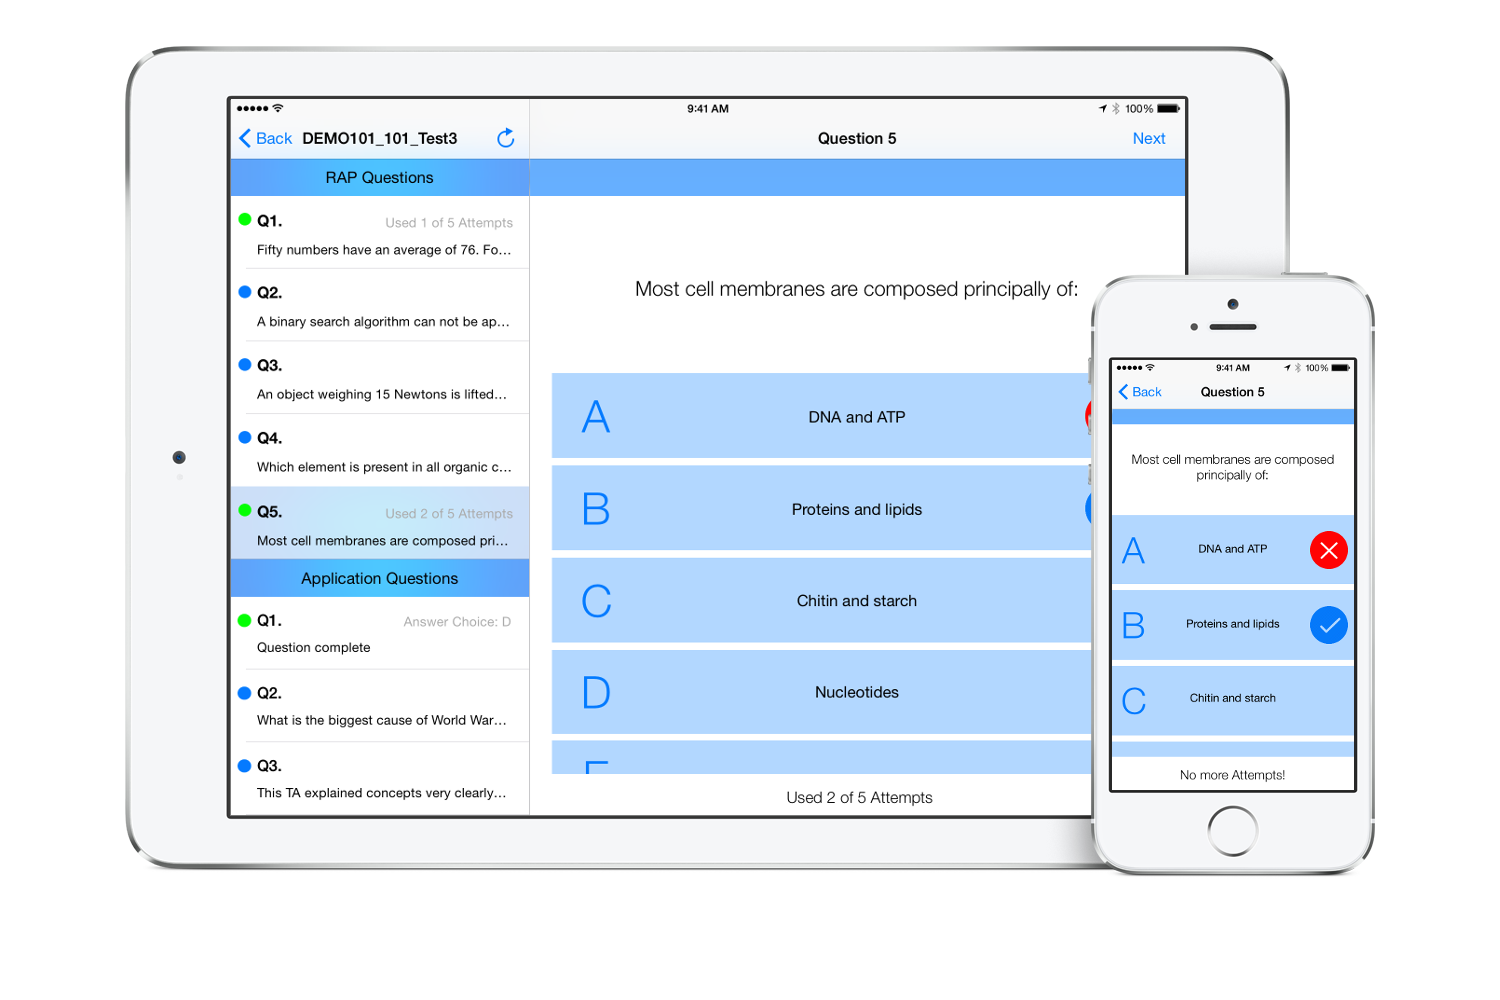 9:41 AM
100%
Back DEMO101_101_Test3
Question 5
Next
RAP Questions
Q1. Used 1 of 5 Attempts
Fifty numbers have an average of 76. Fo...
Q2.
A binary search algorithm can not be ap...
Q3.
An object weighing 15 Newtons is lifted...
Q4.
Which element is present in all organic c...
Q5. Used 2 of 5 Attempts
Most cell membranes are composed pri...
Application Questions
Q1. Answer Choice: D
Question complete
Q2.
What is the biggest cause of World War...
Q3.
This TA explained concepts very clearly...
Most cell membranes are composed principally of:
A DNA and ATP
B Proteins and lipids
C Chitin and starch
D Nucleotides
Used 2 of 5 Attempts
9:41 AM 100%
Back Question 5
Most cell membranes are composed
principally of:
A DNA and ATP
B Proteins and lipids
C Chitin and starch
No more Attempts!